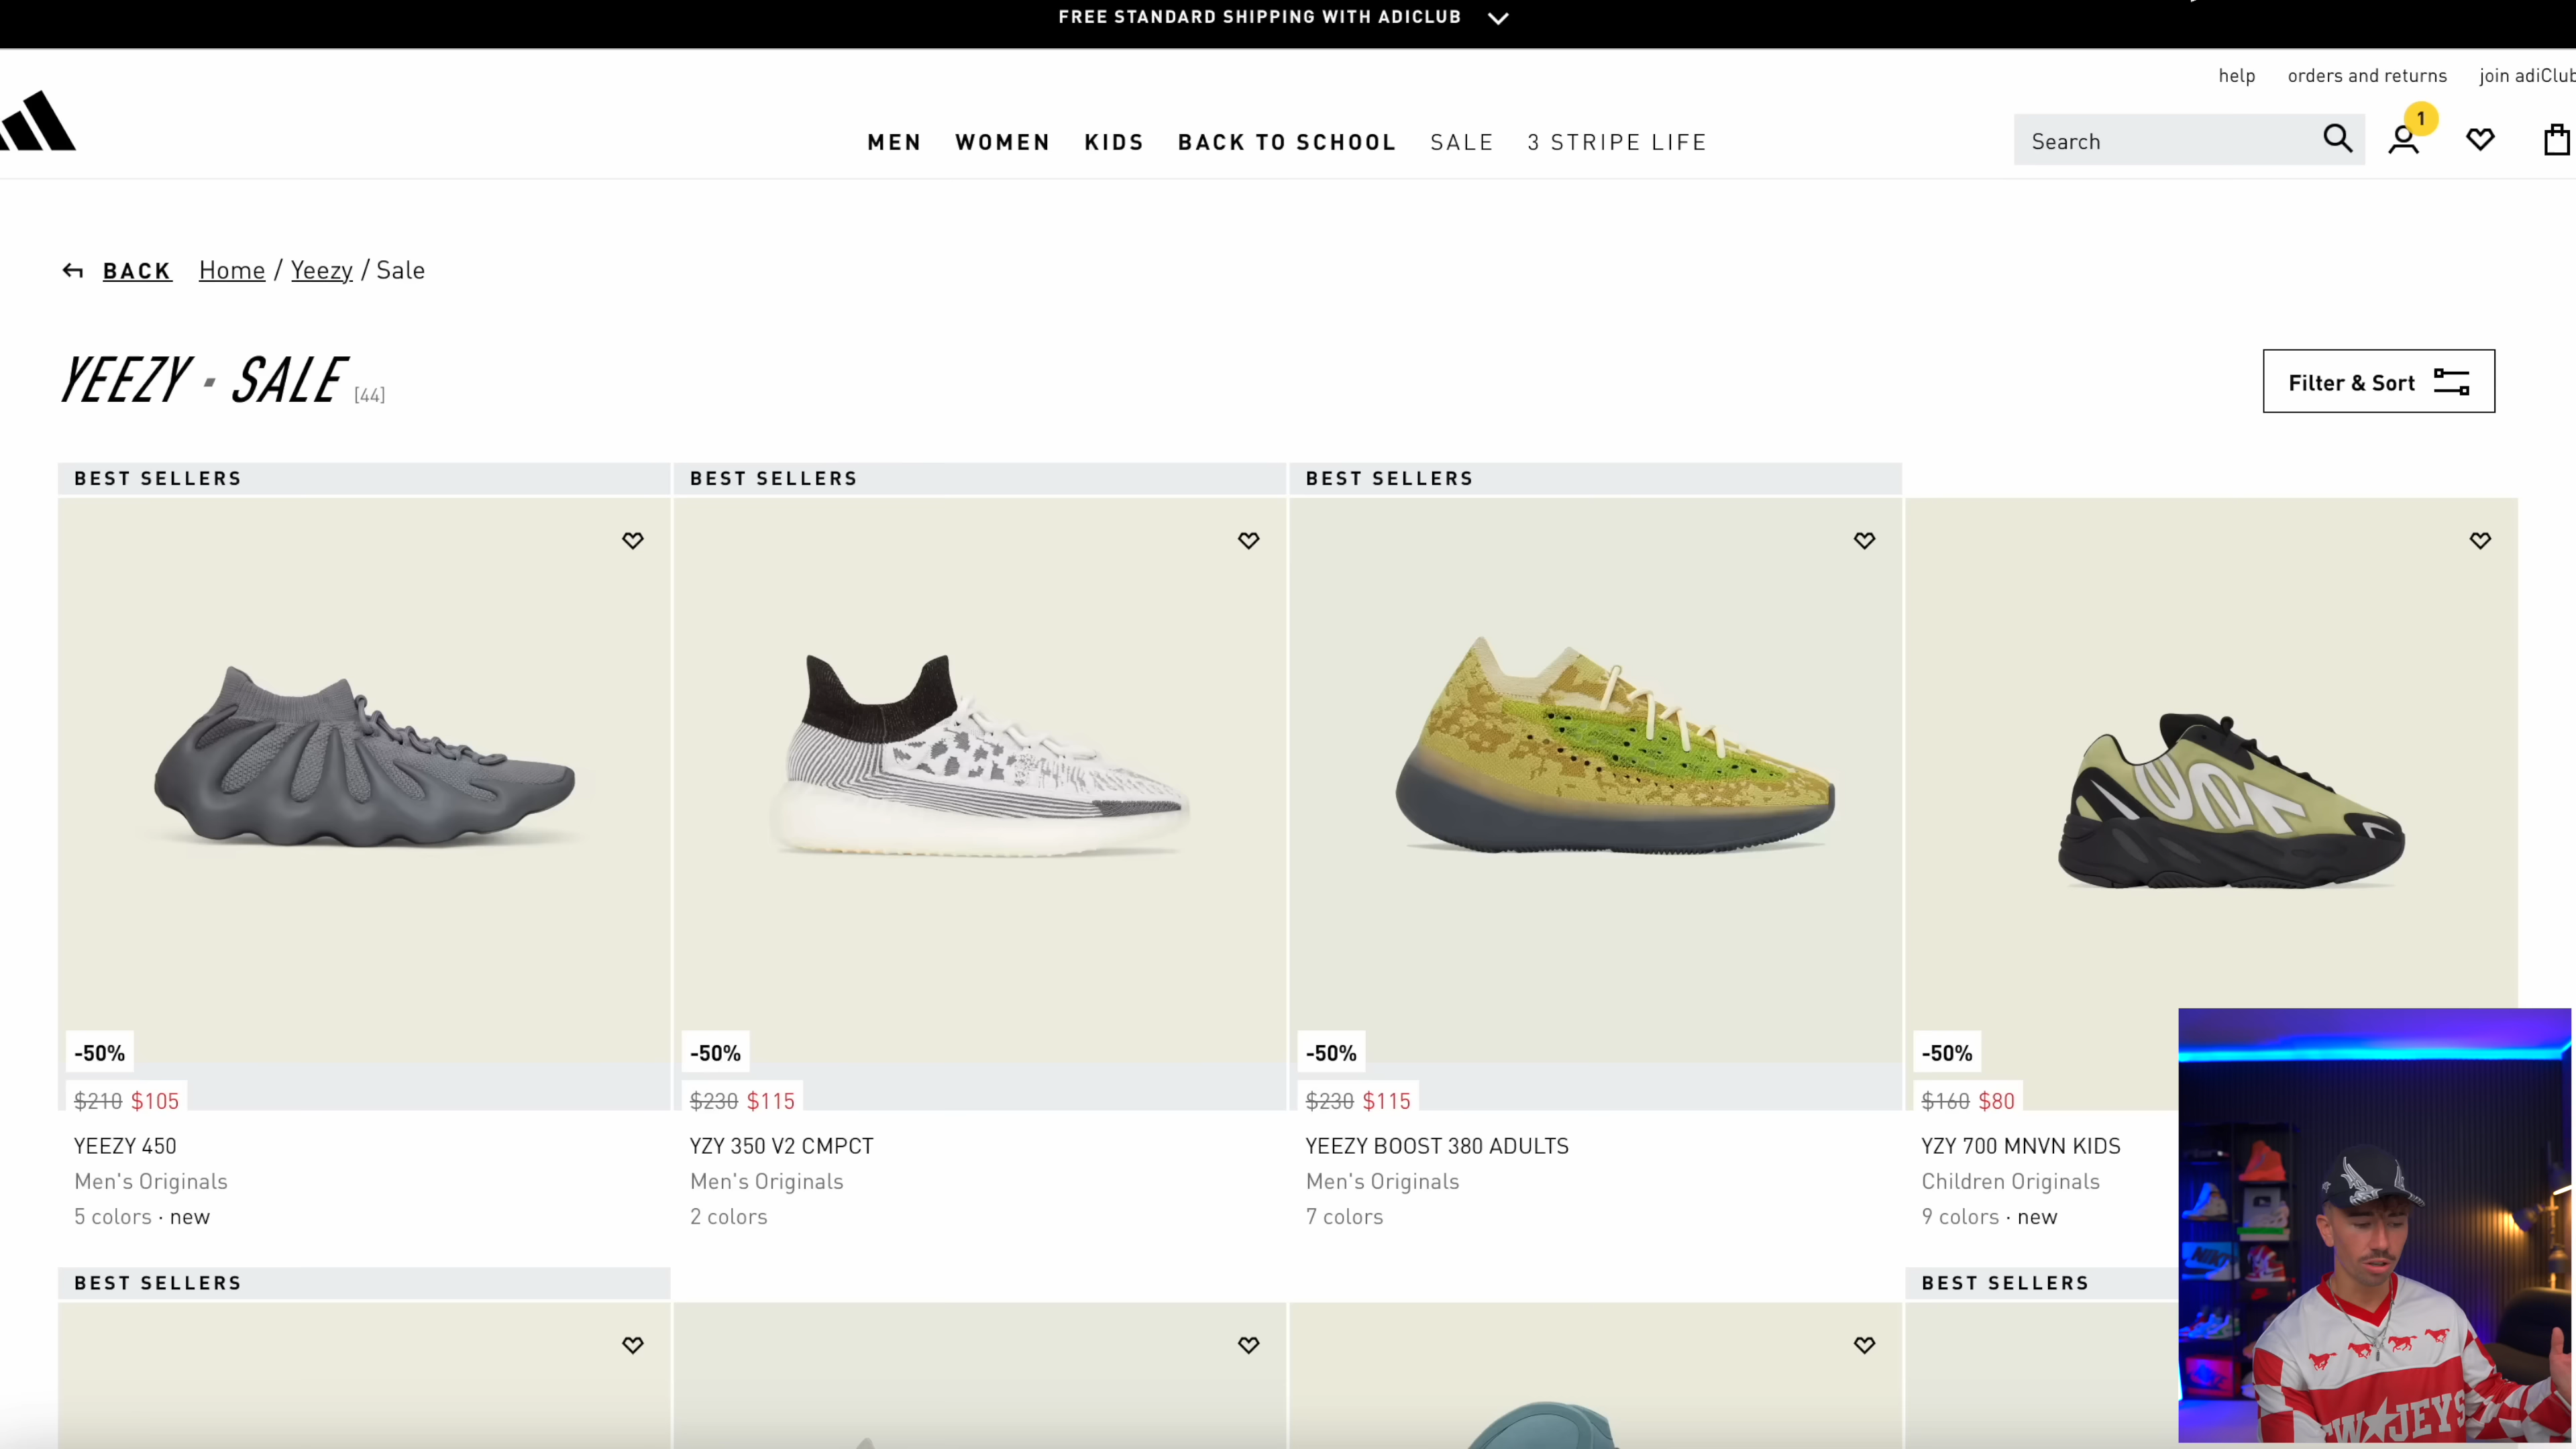 FREE STANDARD SHIPPING WITH ADICLUB
help orders and returns join adiClub
MEN WOMEN KIDS BACK TO SCHOOL SALE 3 STRIPE LIFE
Search
1
BACK Home / Yeezy / Sale
YEEZY · SALE [44]
Filter & Sort
BEST SELLERS
BEST SELLERS
BEST SELLERS
-50%
$210 $105
YEEZY 450
Men's Originals
5 colors · new
-50%
$230 $115
YZY 350 V2 CMPCT
Men's Originals
2 colors
-50%
$230 $115
YEEZY BOOST 380 ADULTS
Men's Originals
7 colors
-50%
$160 $80
YZY 700 MNVN KIDS
Children Originals
9 colors · new
BEST SELLERS
BEST SELLERS
NIKE